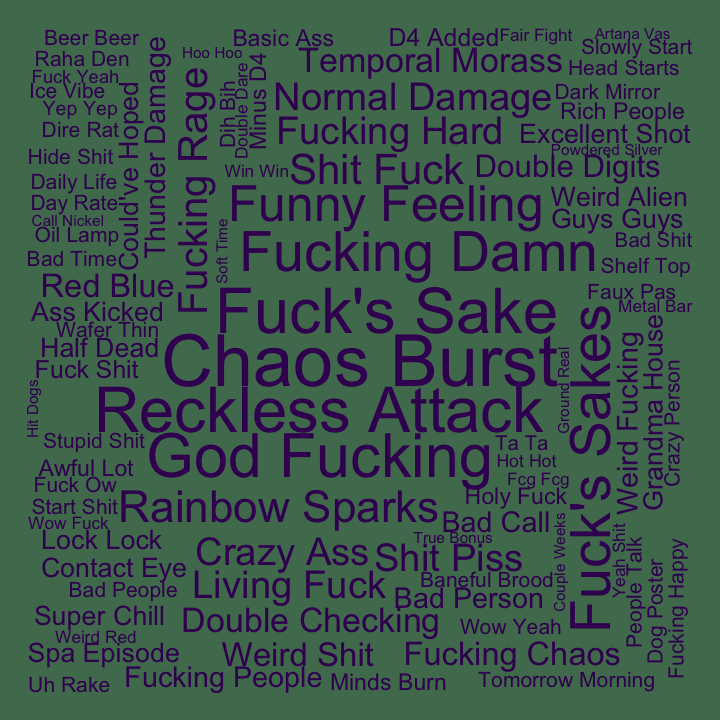 Beer Beer
Basic Ass
D4 Added
Fair Fight
Artana Vas
Slowly Start
Raha Den
Hoo Hoo
Temporal Morass
Head Starts
Fuck Yeah
Ice Vibe
Yep Yep
Dire Rat
Could've Hoped
Thunder Damage
Fucking Rage
Dih Bih
Double Dare
Minus D4
Normal Damage
Dark Mirror
Rich People
Fucking Hard
Excellent Shot
Powdered Silver
Hide Shit
Win Win
Shit Fuck
Double Digits
Daily Life
Day Rate
Call Nickel
Oil Lamp
Bad Time
Funny Feeling
Weird Alien
Guys Guys
Soft Time
Fucking Damn
Bad Shit
Shelf Top
Red Blue
Ass Kicked
Wafer Thin
Half Dead
Fuck Shit
Fuck's Sake
Faux Pas
Metal Bar
Chaos Burst
Ground Real
Fuck's Sakes
Weird Fucking
Grandma House
Crazy Person
Hit Dogs
Reckless Attack
Stupid Shit
God Fucking
Ta Ta
Hot Hot
Awful Lot
Fuck Ow
Fcg Fcg
Holy Fuck
Start Shit
Wow Fuck
Rainbow Sparks
Bad Call
Lock Lock
True Bonus
Couple Weeks
Yeah Shit
People Talk
Dog Poster
Fucking Happy
Contact Eye
Crazy Ass
Shit Piss
Bad People
Living Fuck
Baneful Brood
Bad Person
Super Chill
Double Checking
Wow Yeah
Weird Red
Spa Episode
Weird Shit
Fucking Chaos
Uh Rake
Fucking People
Minds Burn
Tomorrow Morning